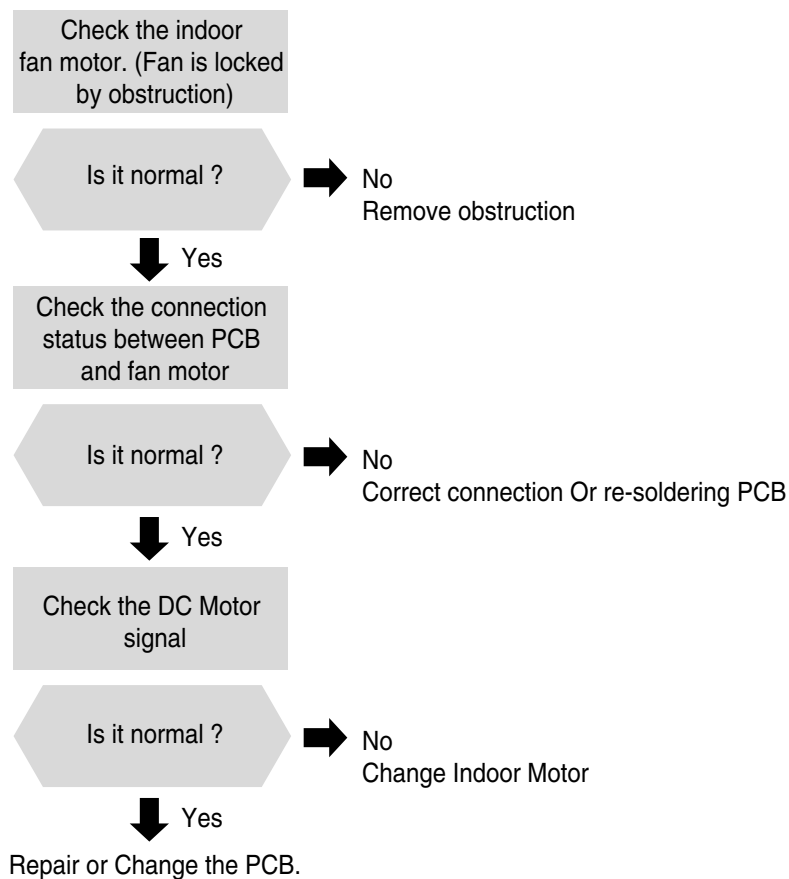 Check the indoor
fan motor. (Fan is locked
by obstruction)
Is it normal ?
No
Remove obstruction
Yes
Check the connection
status between PCB
and fan motor
Is it normal ?
No
Correct connection Or re-soldering PCB
Yes
Check the DC Motor
signal
Is it normal ?
No
Change Indoor Motor
Yes
Repair or Change the PCB.